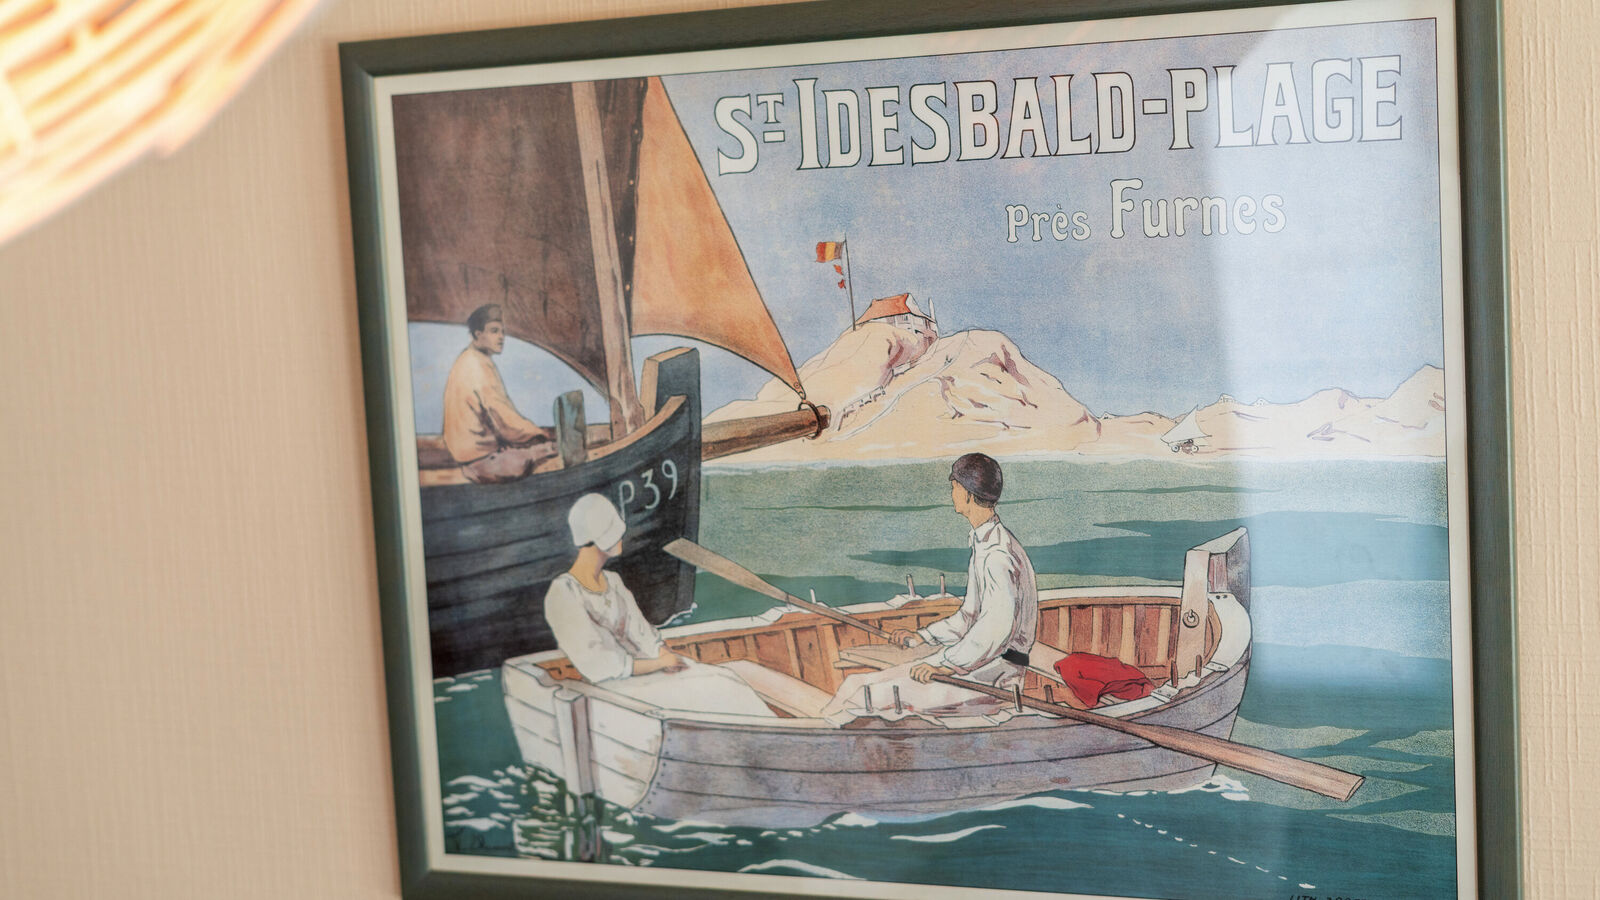 ST-IDESBALD-PLAGE
Près Furnes
P39